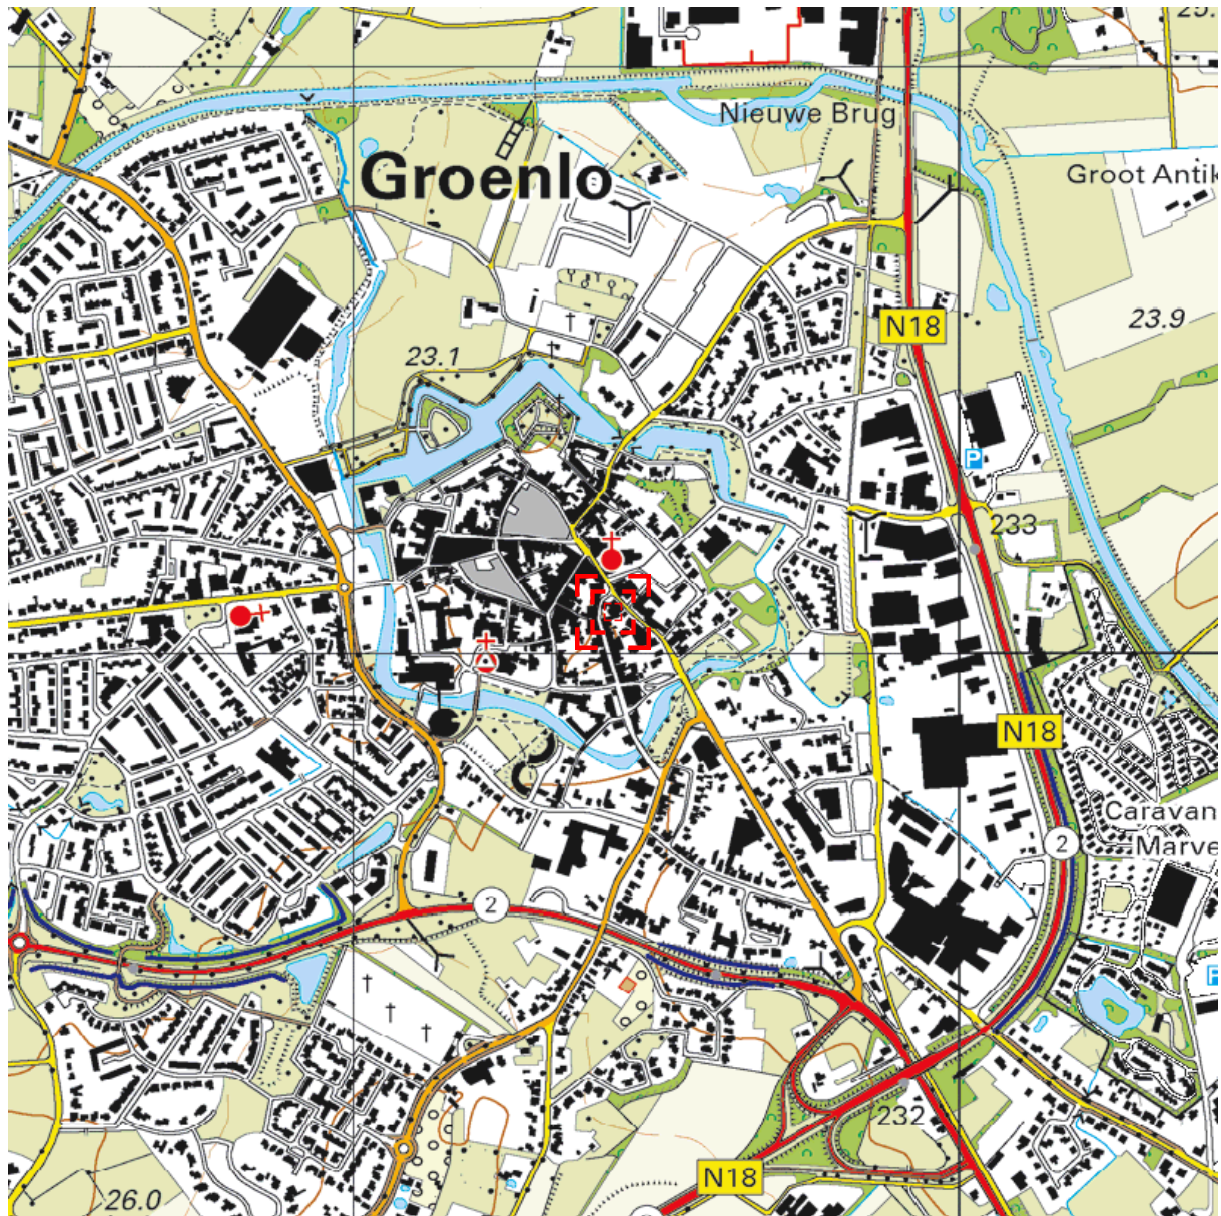 25.
Nieuwe Brug
Groenlo
Groot Antik
N18
23.9
23.1
i
P
233
N18
Caravan
Marve
2
2
P
232
N18
26.0